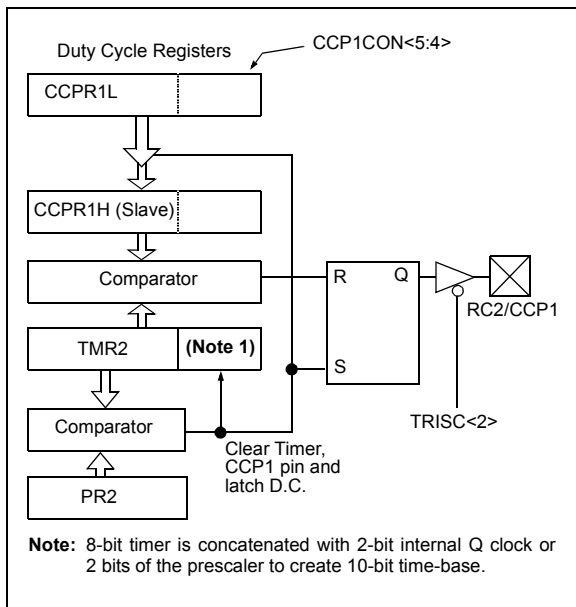 Duty Cycle Registers
CCP1CON<5:4>
CCPR1L
CCPR1H (Slave)
Comparator
R
Q
RC2/CCP1
TMR2
(Note 1)
S
TRISC<2>
Comparator
Clear Timer,
CCP1 pin and
latch D.C.
PR2
Note: 8-bit timer is concatenated with 2-bit internal Q clock or
2 bits of the prescaler to create 10-bit time-base.